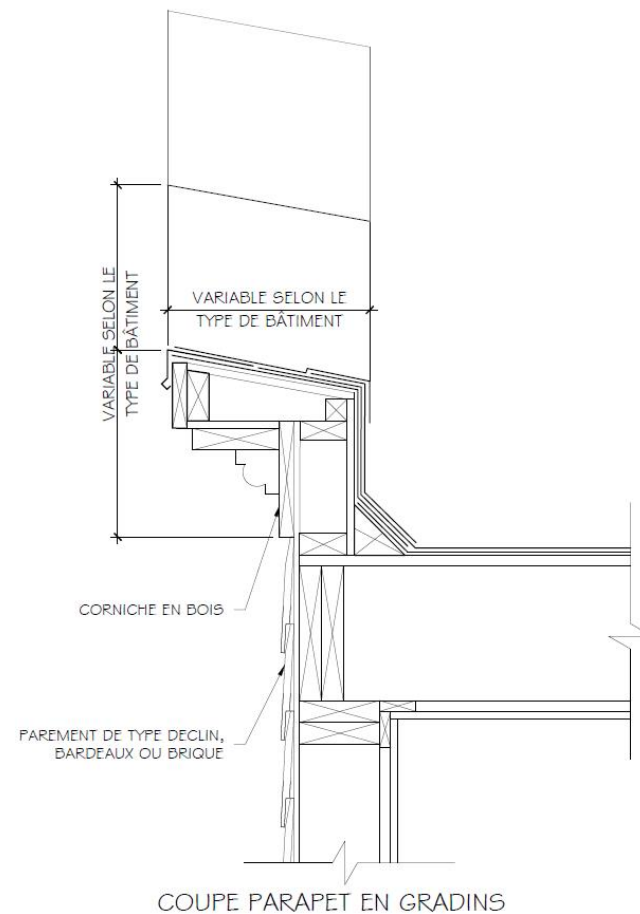 VARIABLE SELON LE
TYPE DE BÂTIMENT
VARIABLE SELON LE
TYPE DE BÂTIMENT
CORNICHE EN BOIS
PAREMENT DE TYPE DECLIN,
BARDEAUX OU BRIQUE
COUPE PARAPET EN GRADINS